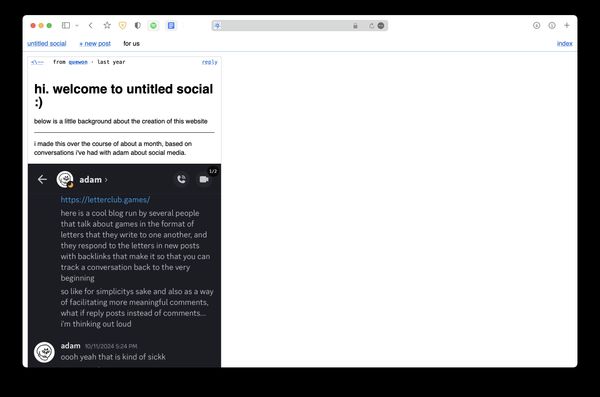 untitled social + new post for us index
<\-- from quewon · last year reply
hi. welcome to untitled social
:)
below is a little background about the creation of this website
i made this over the course of about a month, based on
conversations i've had with adam about social media.
1/2
adam ›
https://letterclub.games/
here is a cool blog run by several people
that talk about games in the format of
letters that they write to one another, and
they respond to the letters in new posts
with backlinks that make it so that you can
track a conversation back to the very
beginning
so like for simplicitys sake and also as a way
of facilitating more meaningful comments,
what if reply posts instead of comments...
i'm thinking out loud
adam 10/11/2024 5:24 PM
oooh yeah that is kind of sickk